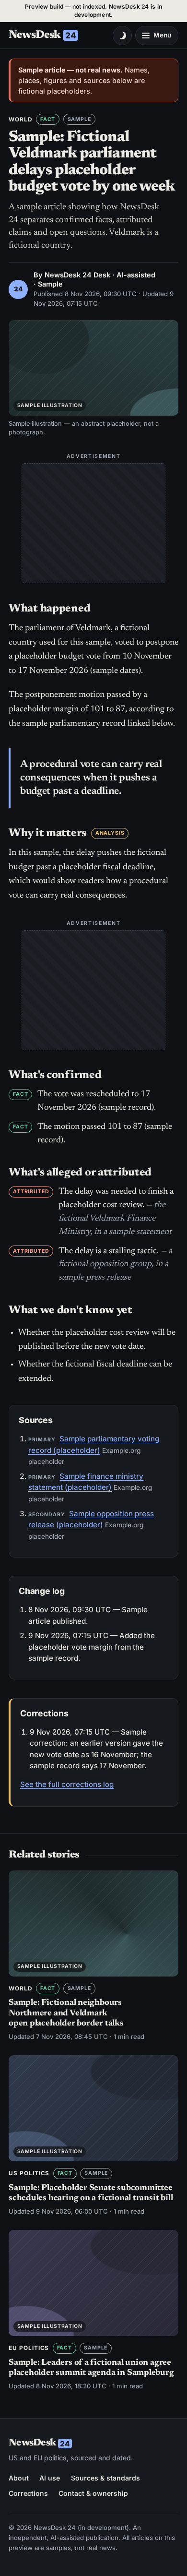 Preview build — not indexed. NewsDesk 24 is in
development.
NewsDesk 24
Menu
Sample article — not real news. Names,
places, figures and sources below are
fictional placeholders.
WORLD FACT SAMPLE
Sample: Fictional
Veldmark parliament
delays placeholder
budget vote by one week
A sample article showing how NewsDesk
24 separates confirmed facts, attributed
claims and open questions. Veldmark is a
fictional country.
24
By NewsDesk 24 Desk · AI-assisted
· Sample
Published 8 Nov 2026, 09:30 UTC · Updated 9
Nov 2026, 07:15 UTC
SAMPLE ILLUSTRATION
Sample illustration — an abstract placeholder, not a
photograph.
ADVERTISEMENT
What happened
The parliament of Veldmark, a fictional
country used for this sample, voted to postpone
a placeholder budget vote from 10 November
to 17 November 2026 (sample dates).
The postponement motion passed by a
placeholder margin of 101 to 87, according to
the sample parliamentary record linked below.
A procedural vote can carry real
consequences when it pushes a
budget past a deadline.
Why it matters ANALYSIS
In this sample, the delay pushes the fictional
budget past a placeholder fiscal deadline,
which would show readers how a procedural
vote can carry real consequences.
ADVERTISEMENT
What's confirmed
FACT The vote was rescheduled to 17
November 2026 (sample record).
FACT The motion passed 101 to 87 (sample
record).
What's alleged or attributed
ATTRIBUTED The delay was needed to finish a
placeholder cost review. — the
fictional Veldmark Finance
Ministry, in a sample statement
ATTRIBUTED The delay is a stalling tactic. — a
fictional opposition group, in a
sample press release
What we don't know yet
• Whether the placeholder cost review will be
published before the new vote date.
• Whether the fictional fiscal deadline can be
extended.
Sources
1. PRIMARY Sample parliamentary voting
record (placeholder) Example.org
placeholder
2. PRIMARY Sample finance ministry
statement (placeholder) Example.org
placeholder
3. SECONDARY Sample opposition press
release (placeholder) Example.org
placeholder
Change log
1. 8 Nov 2026, 09:30 UTC — Sample
article published.
2. 9 Nov 2026, 07:15 UTC — Added the
placeholder vote margin from the
sample record.
Corrections
1. 9 Nov 2026, 07:15 UTC — Sample
correction: an earlier version gave the
new vote date as 16 November; the
sample record says 17 November.
See the full corrections log
Related stories
SAMPLE ILLUSTRATION
WORLD FACT SAMPLE
Sample: Fictional neighbours
Northmere and Veldmark
open placeholder border talks
Updated 7 Nov 2026, 08:45 UTC · 1 min read
SAMPLE ILLUSTRATION
US POLITICS FACT SAMPLE
Sample: Placeholder Senate subcommittee
schedules hearing on a fictional transit bill
Updated 9 Nov 2026, 06:00 UTC · 1 min read
SAMPLE ILLUSTRATION
EU POLITICS FACT SAMPLE
Sample: Leaders of a fictional union agree
placeholder summit agenda in Sampleburg
Updated 8 Nov 2026, 18:20 UTC · 1 min read
NewsDesk 24
US and EU politics, sourced and dated.
About AI use Sources & standards
Corrections Contact & ownership
© 2026 NewsDesk 24 (in development). An
independent, AI-assisted publication. All articles on this
preview are samples, not real news.